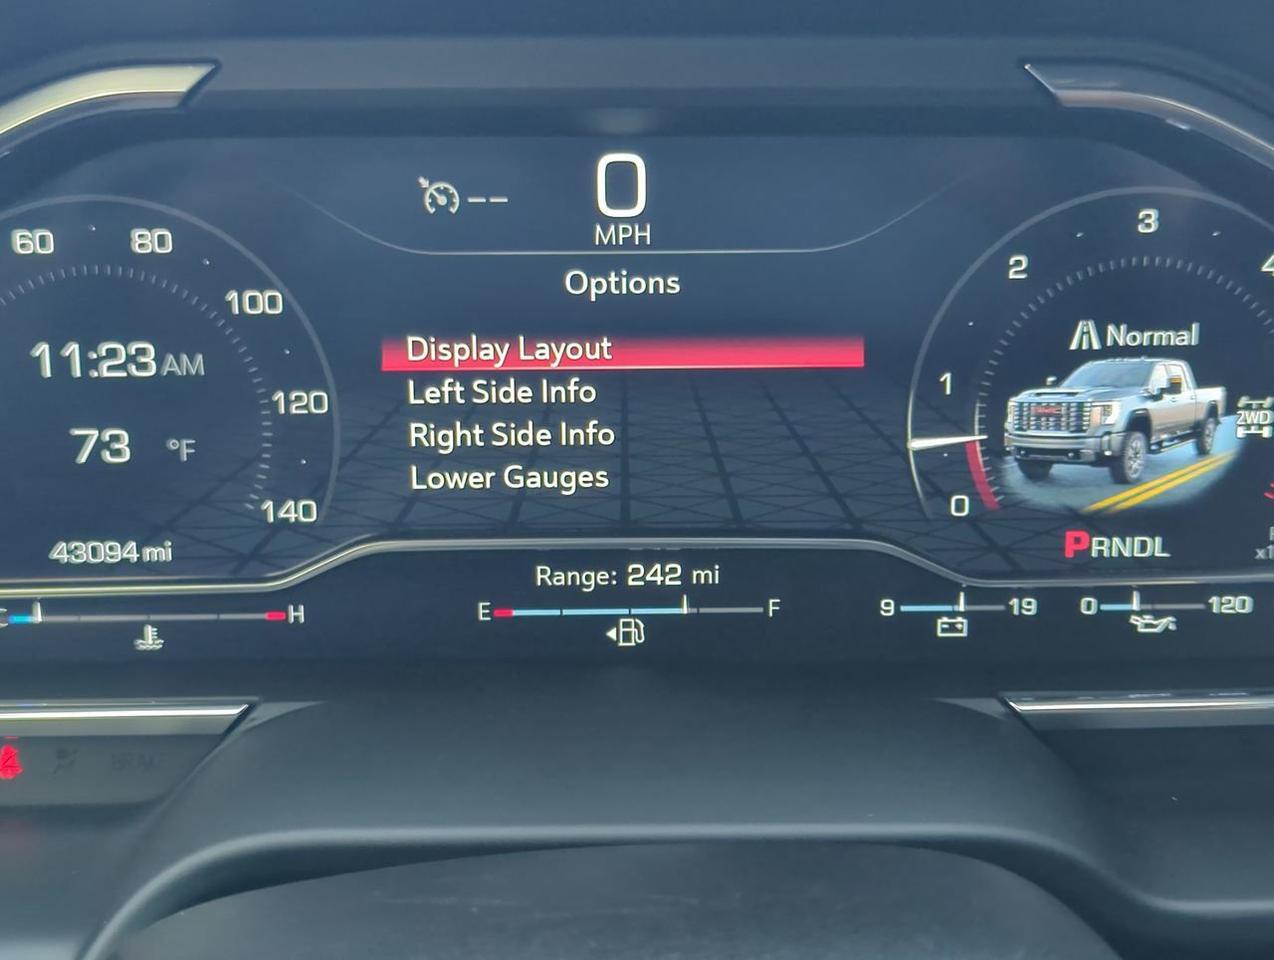 0
MPH
Options
Display Layout
Left Side Info
Right Side Info
Lower Gauges
60
80
100
120
140
11:23 AM
73 °F
43094 mi
0
1
2
3
4
Normal
GMC
2WD
PRNDL
Range: 242 mi
H
E
F
9
19
0
120